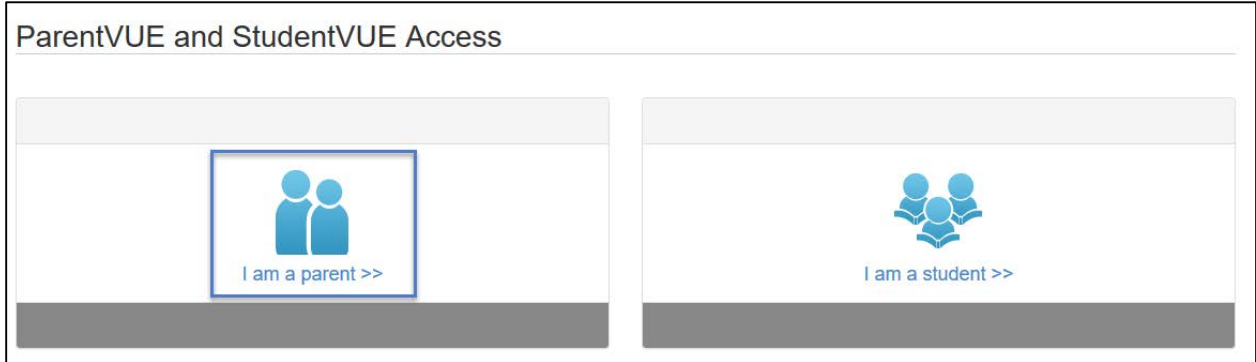 ParentVUE and StudentVUE Access
I am a parent >>
I am a student >>